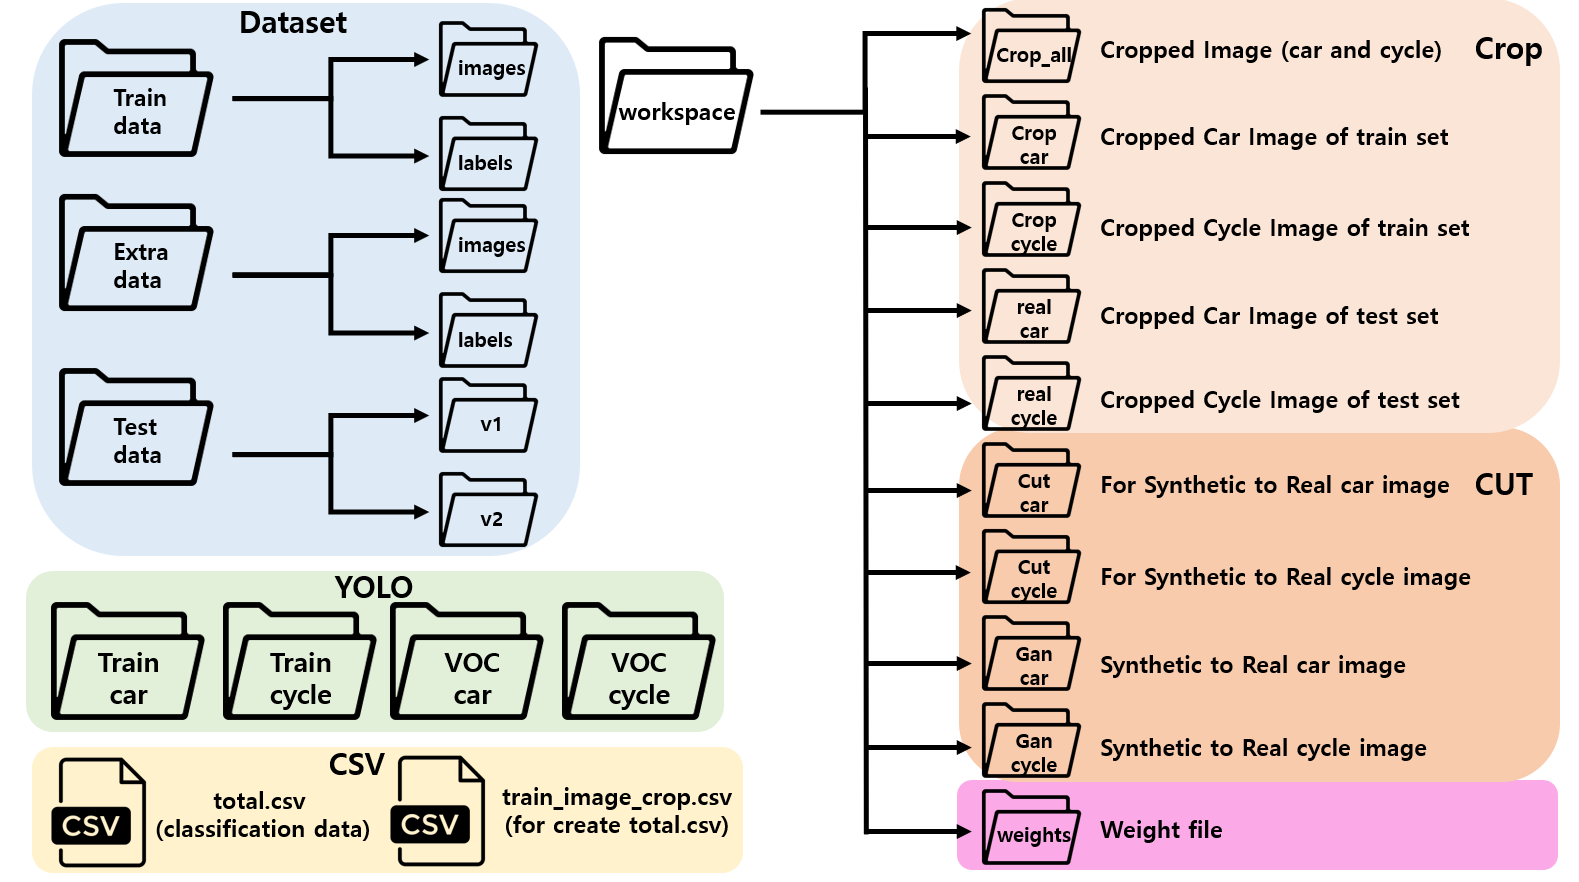 Dataset
Train
data
images
labels
Extra
data
images
labels
Test
data
v1
v2
YOLO
Train
car
Train
cycle
VOC
car
VOC
cycle
CSV
CSV
total.csv
(classification data)
CSV
train_image_crop.csv
(for create total.csv)
workspace
Crop
Crop_all
Cropped Image (car and cycle)
Crop
car
Cropped Car Image of train set
Crop
cycle
Cropped Cycle Image of train set
real
car
Cropped Car Image of test set
real
cycle
Cropped Cycle Image of test set
CUT
Cut
car
For Synthetic to Real car image
Cut
cycle
For Synthetic to Real cycle image
Gan
car
Synthetic to Real car image
Gan
cycle
Synthetic to Real cycle image
weights
Weight file